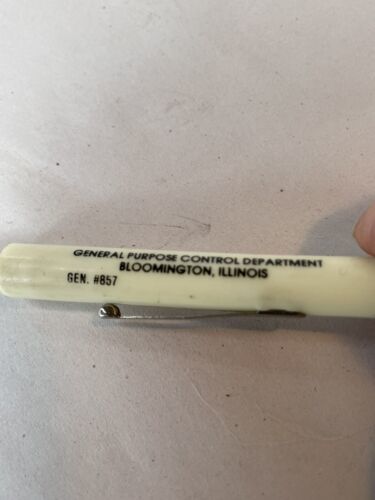 GENERAL PURPOSE CONTROL DEPARTMENT
BLOOMINGTON, ILLINOIS
GEN. #857